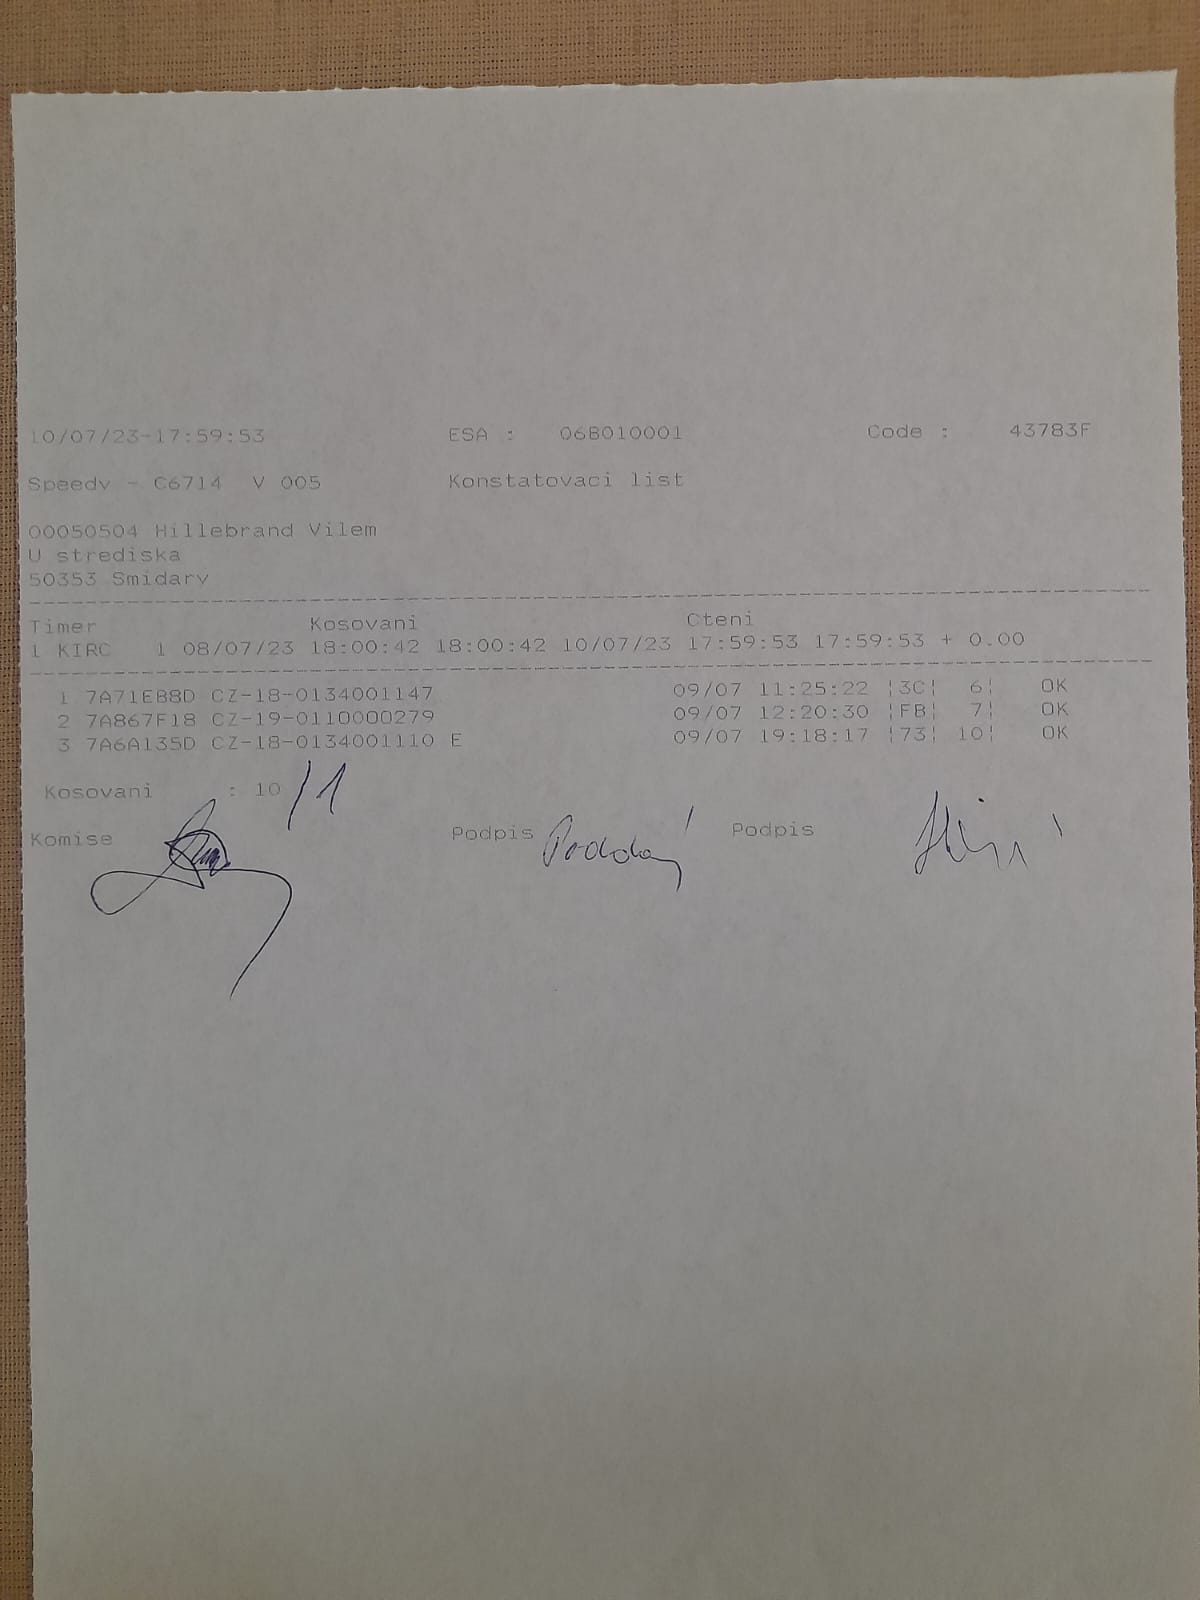 10/07/23-17:59:53 ESA : 06B010001 Code : 43783F
Speedy - C6714 V 005 Konstatovaci list
00050504 Hillebrand Vilem
U strediska
50353 Smidary
Timer Kosovani Cteni
1 KIRC 1 08/07/23 18:00:42 18:00:42 10/07/23 17:59:53 17:59:53 + 0.00
1 7A71EB8D CZ-18-0134001147 09/07 11:25:22 ¦3C¦ 6¦ OK
2 7A867F18 CZ-19-0110000279 09/07 12:20:30 ¦FB¦ 7¦ OK
3 7A6A135D CZ-18-0134001110 E 09/07 19:18:17 ¦73¦ 10¦ OK
Kosovani : 10 /1
Komise Podpis Podpis